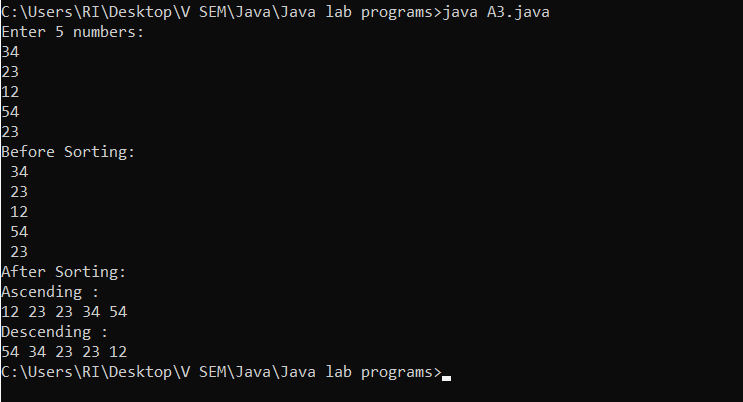 C:\Users\RI\Desktop\V SEM\Java\Java lab programs>java A3.java
Enter 5 numbers:
34
23
12
54
23
Before Sorting:
 34
 23
 12
 54
 23
After Sorting:
Ascending :
12 23 23 34 54
Descending :
54 34 23 23 12
C:\Users\RI\Desktop\V SEM\Java\Java lab programs>